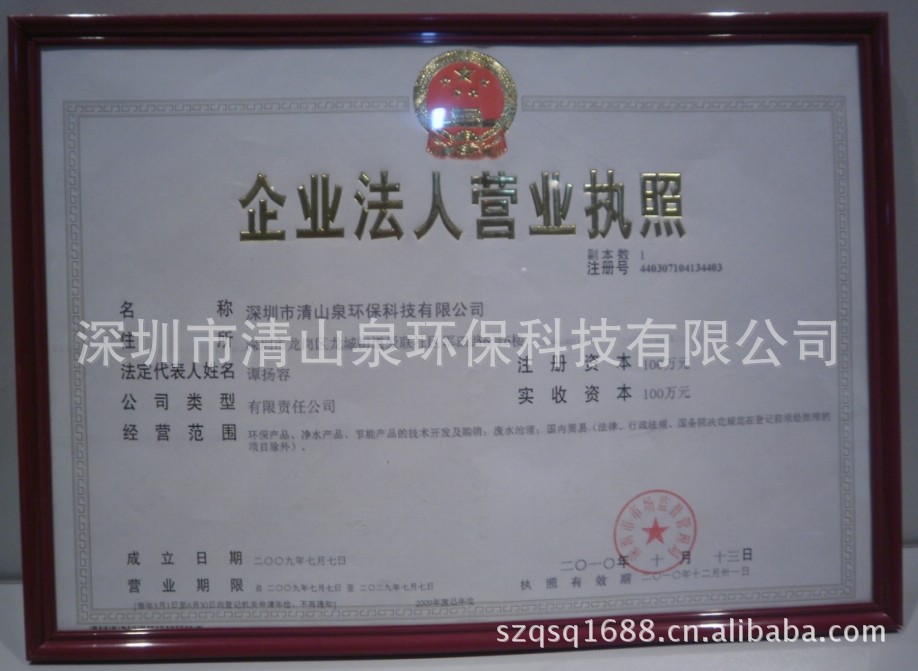 企业法人营业执照
副本数 1
注册号 440307104134403
名称 深圳市清山泉环保科技有限公司
深圳市清山泉环保科技有限公司
住所
注册资本 100万元
法定代表人姓名 谭扬容
实收资本 100万元
公司类型 有限责任公司
经营范围 环保产品、净水产品、节能产品的技术开发及购销;废水治理;国内贸易(法律、行政法规、国务院决定规定在登记前须经批准的
项目除外)。
成立日期 二〇〇九年七月七日
二〇一〇年 十月 十三日
营业期限 自二〇〇九年七月七日至二〇二九年七月七日
执照有效期 二〇一〇年十二月卅一日
szqsq1688.cn.alibaba.com